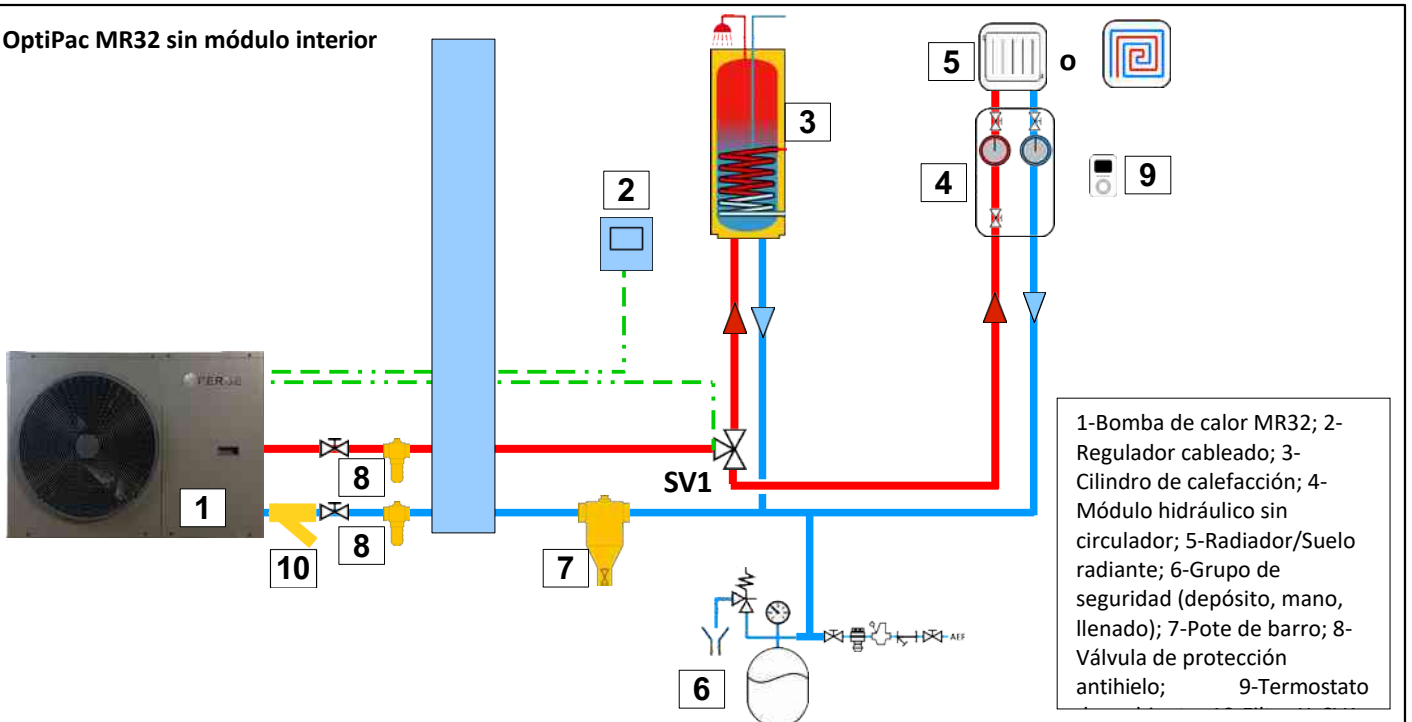 OptiPac MR32 sin módulo interior
5
o
3
9
4
2
1-Bomba de calor MR32; 2-
Regulador cableado; 3-
Cilindro de calefacción; 4-
Módulo hidráulico sin
circulador; 5-Radiador/Suelo
radiante; 6-Grupo de
seguridad (depósito, mano,
llenado); 7-Pote de barro; 8-
Válvula de protección
antihielo; 9-Termostato
SV1
8
1
8
10
7
AEF
6